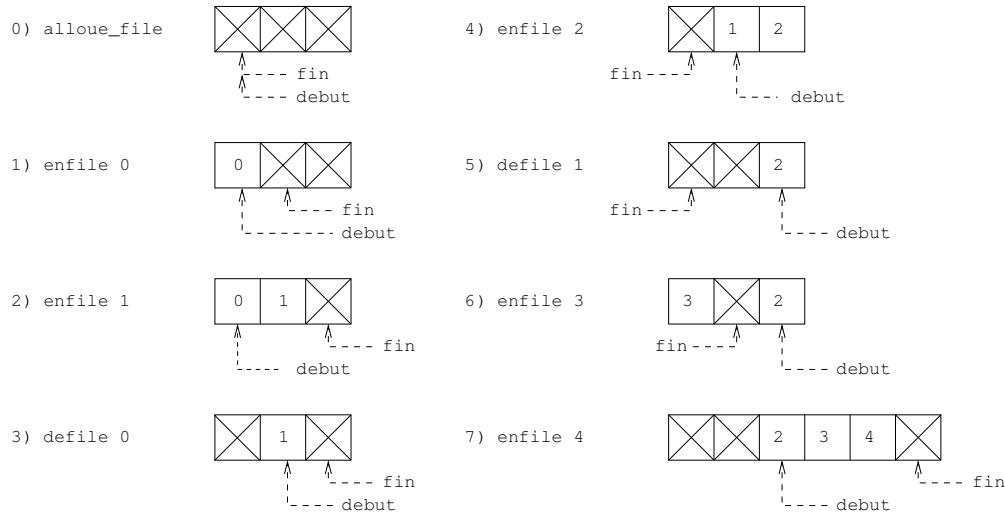 0) alloue_file
fin
debut
1) enfile 0
0
fin
debut
2) enfile 1
0 1
fin
debut
3) defile 0
1
fin
debut
4) enfile 2
1 2
fin
debut
5) defile 1
2
fin
debut
6) enfile 3
3 2
fin
debut
7) enfile 4
2 3 4
fin
debut